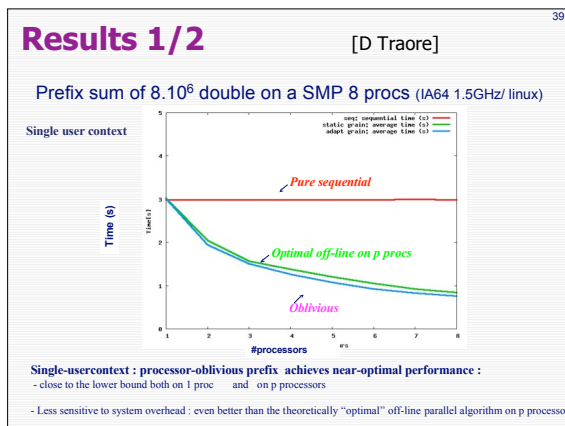 39
Results 1/2
[D Traore]
Prefix sum of 8.10⁶ double on a SMP 8 procs (IA64 1.5GHz/ linux)
Single user context
5
seq; sequential time (s)
static grain; average time (s)
adapt grain; average time (s)
4
Pure sequential
3
Time (s)
Time[s]
2
Optimal off-line on p procs
1
Oblivious
0
1 2 3 4 5 6 7 8
#processors
urs
Single-usercontext : processor-oblivious prefix achieves near-optimal performance :
- close to the lower bound both on 1 proc and on p processors
- Less sensitive to system overhead : even better than the theoretically “optimal” off-line parallel algorithm on p processo